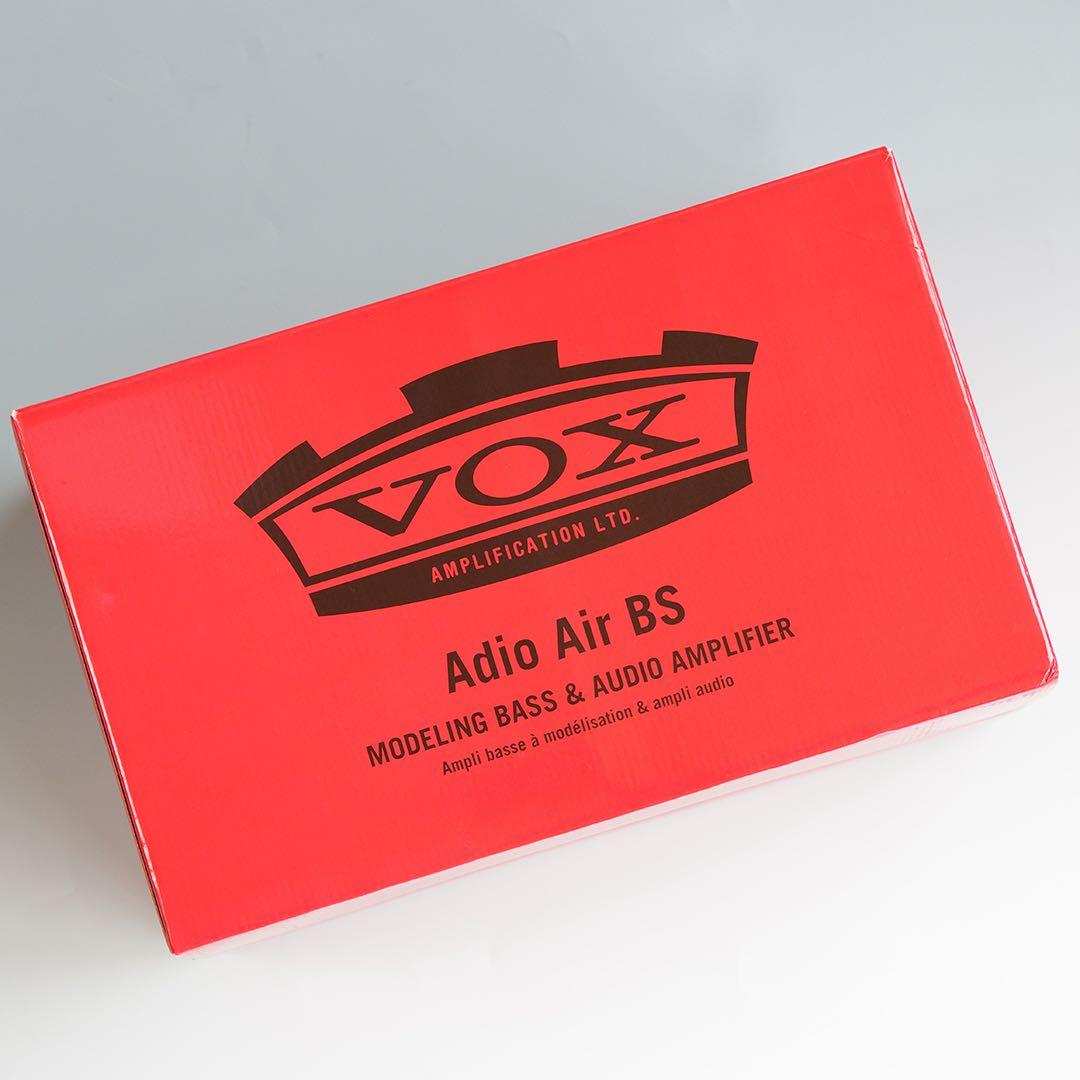 VOX
AMPLIFICATION LTD.
Adio Air BS
MODELING BASS & AUDIO AMPLIFIER
Ampli basse à modélisation & ampli audio